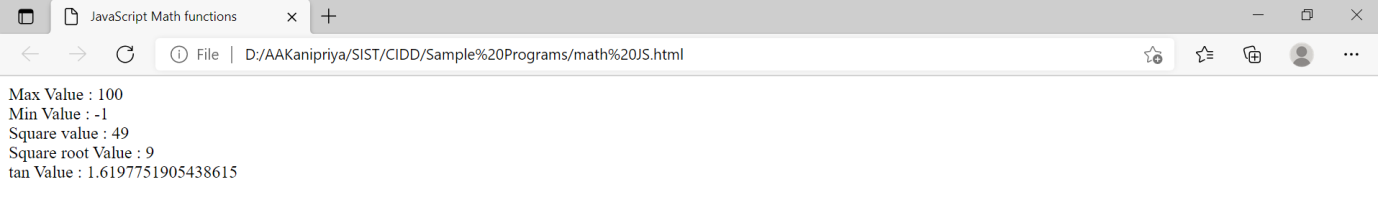 JavaScript Math functions
File | D:/AAKanipriya/SIST/CIDD/Sample%20Programs/math%20JS.html
Max Value : 100
Min Value : -1
Square value : 49
Square root Value : 9
tan Value : 1.6197751905438615